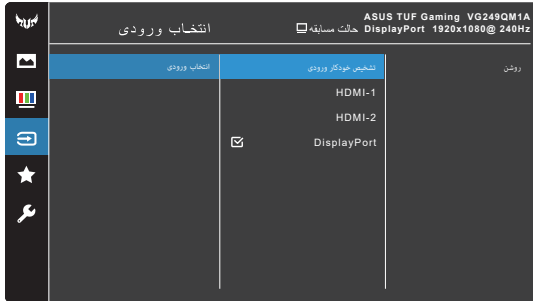 ASUS TUF Gaming VG249QM1A
حالت مسابقه DisplayPort 1920x1080@ 240Hz
انتخاب ورودی
روشن
تشخیص خودکار ورودی
انتخاب ورودی
HDMI-1
HDMI-2
DisplayPort